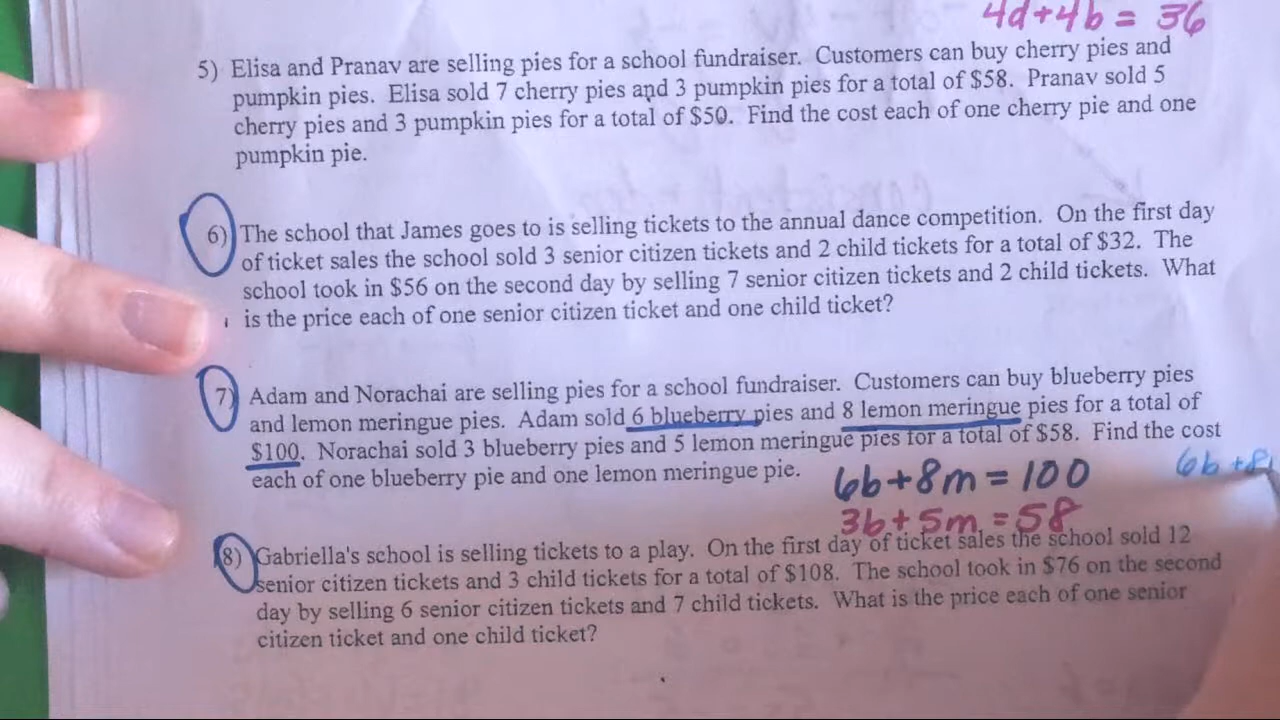 4d+4b = 36
5) Elisa and Pranav are selling pies for a school fundraiser. Customers can buy cherry pies and
pumpkin pies. Elisa sold 7 cherry pies and 3 pumpkin pies for a total of $58. Pranav sold 5
cherry pies and 3 pumpkin pies for a total of $50. Find the cost each of one cherry pie and one
pumpkin pie.
6) The school that James goes to is selling tickets to the annual dance competition. On the first day
of ticket sales the school sold 3 senior citizen tickets and 2 child tickets for a total of $32. The
school took in $56 on the second day by selling 7 senior citizen tickets and 2 child tickets. What
is the price each of one senior citizen ticket and one child ticket?
7) Adam and Norachai are selling pies for a school fundraiser. Customers can buy blueberry pies
and lemon meringue pies. Adam sold 6 blueberry pies and 8 lemon meringue pies for a total of
$100. Norachai sold 3 blueberry pies and 5 lemon meringue pies for a total of $58. Find the cost
each of one blueberry pie and one lemon meringue pie.
6b+8m = 100
6b +8
3b+5m = 58
8) Gabriella's school is selling tickets to a play. On the first day of ticket sales the school sold 12
senior citizen tickets and 3 child tickets for a total of $108. The school took in $76 on the second
day by selling 6 senior citizen tickets and 7 child tickets. What is the price each of one senior
citizen ticket and one child ticket?